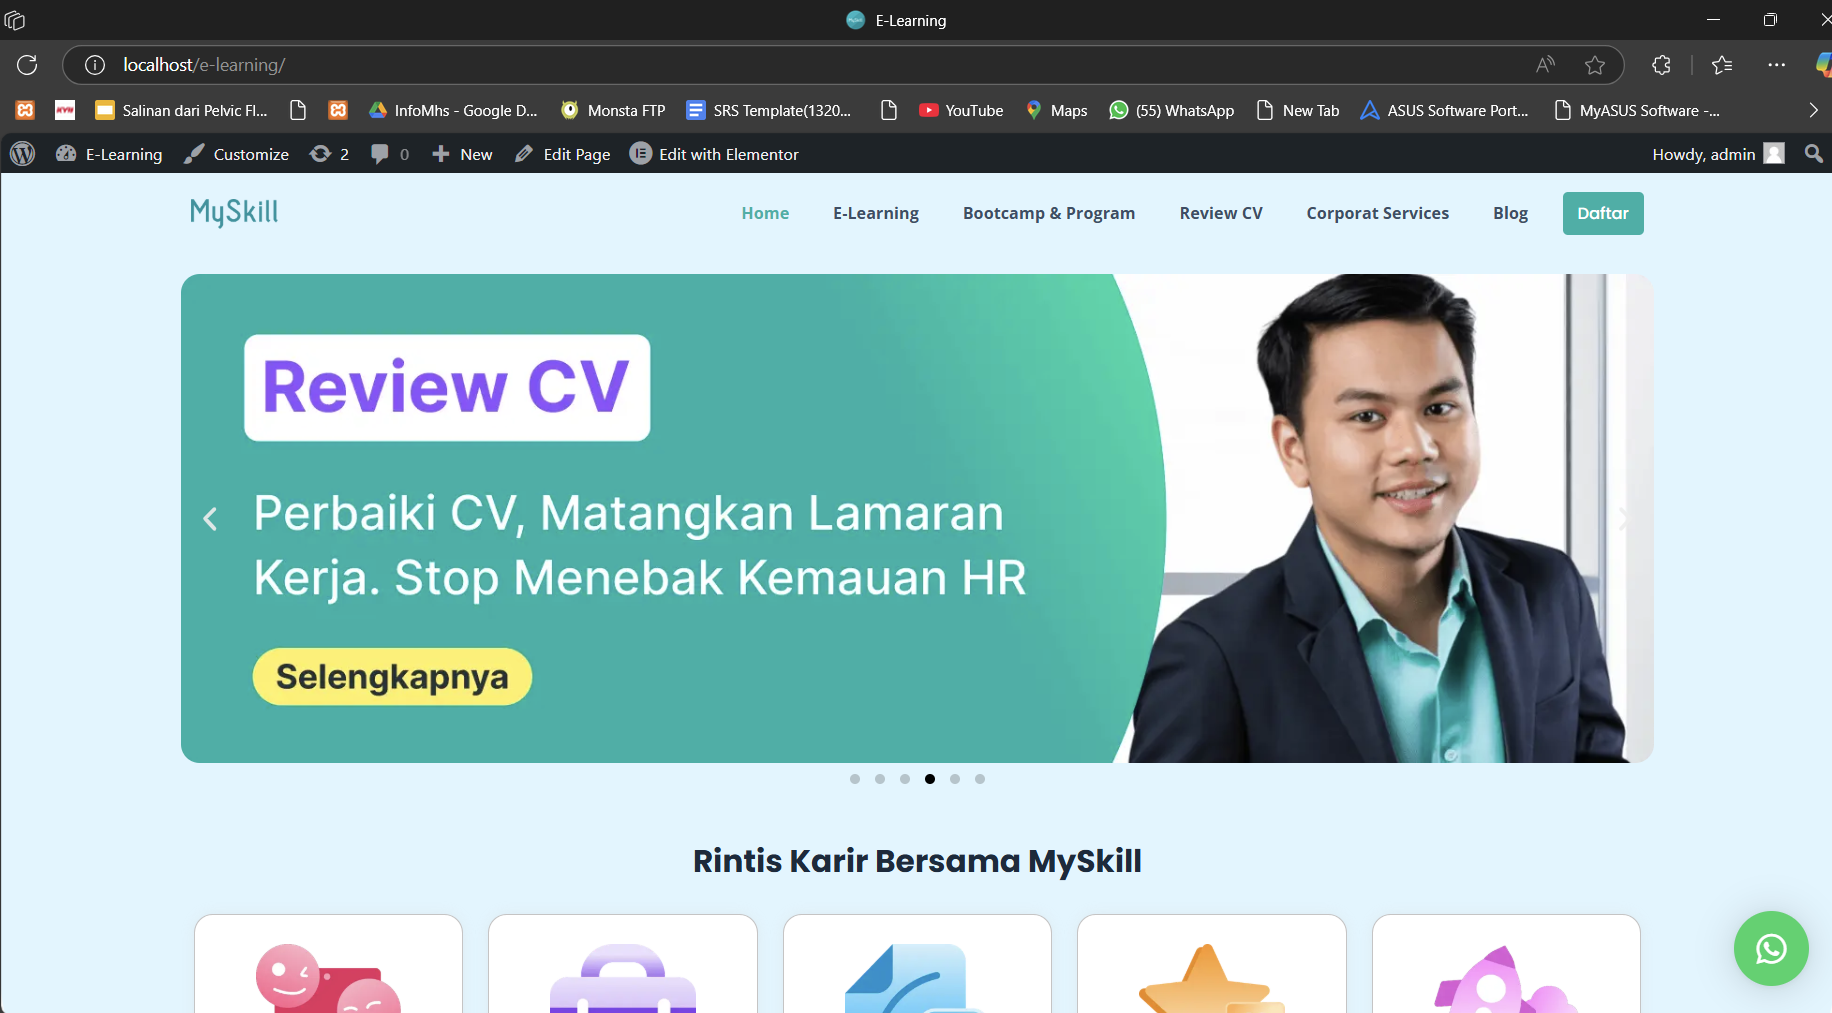 E-Learning
localhost/e-learning/
Salinan dari Pelvic Fl...
InfoMhs - Google D...
Monsta FTP
SRS Template(1320...
YouTube
Maps
(55) WhatsApp
New Tab
ASUS Software Port...
MyASUS Software -...
E-Learning
Customize
2
0
New
Edit Page
Edit with Elementor
Howdy, admin
MySkill
Home
E-Learning
Bootcamp & Program
Review CV
Corporat Services
Blog
Daftar
Review CV
Perbaiki CV, Matangkan Lamaran
Kerja. Stop Menebak Kemauan HR
Selengkapnya
Rintis Karir Bersama MySkill